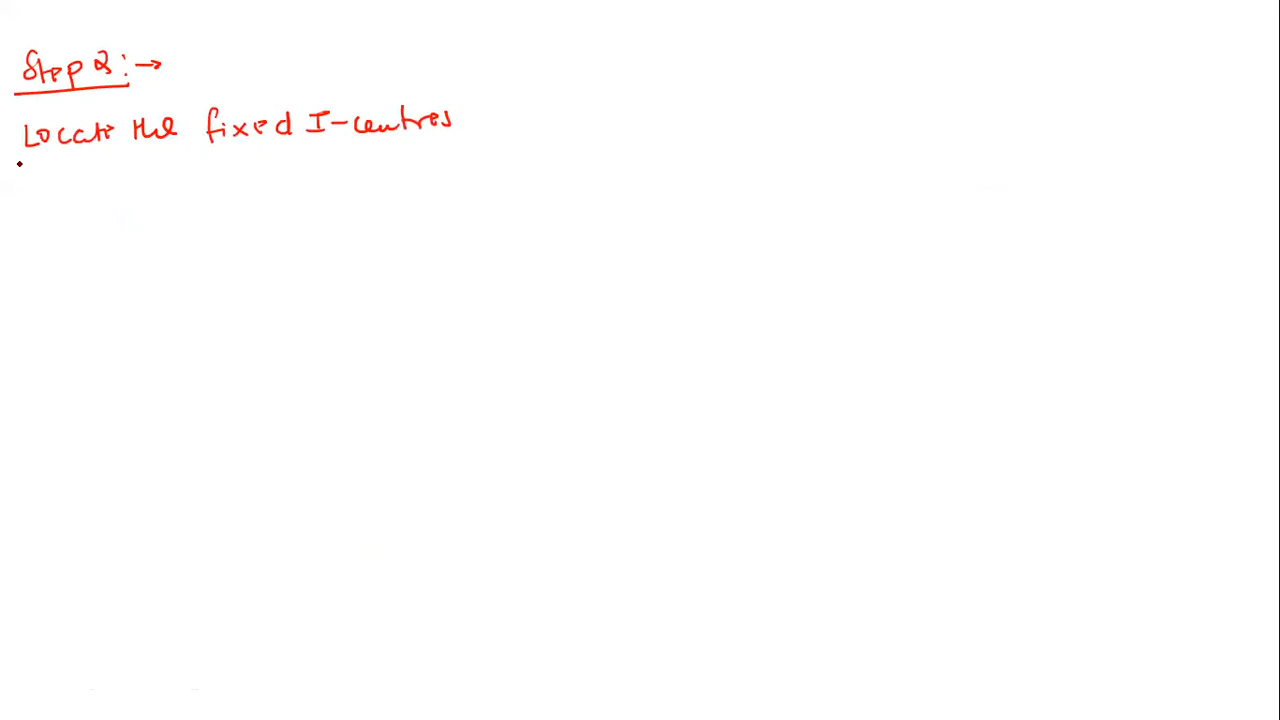 Step 2:→
Locate the fixed I-centres